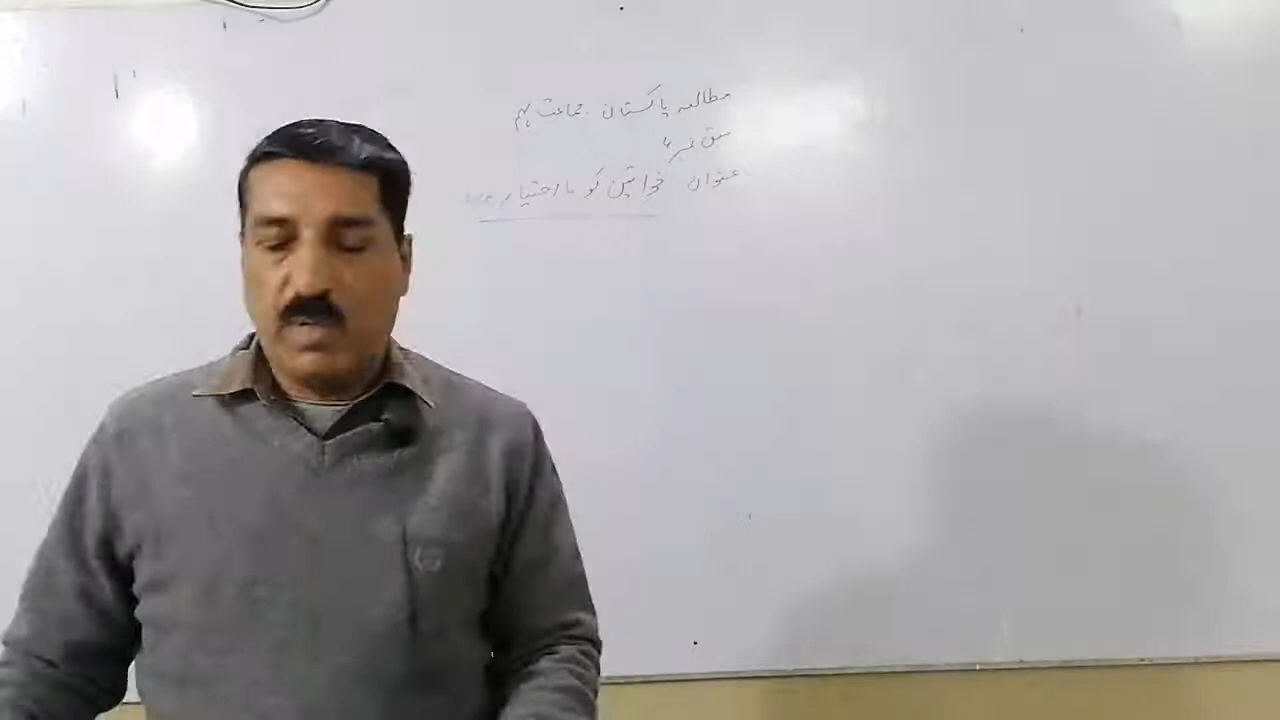 مطالعہ پاکستان. جماعت نہم
سبق نمبر
عنوان خواتین کو بااختیار